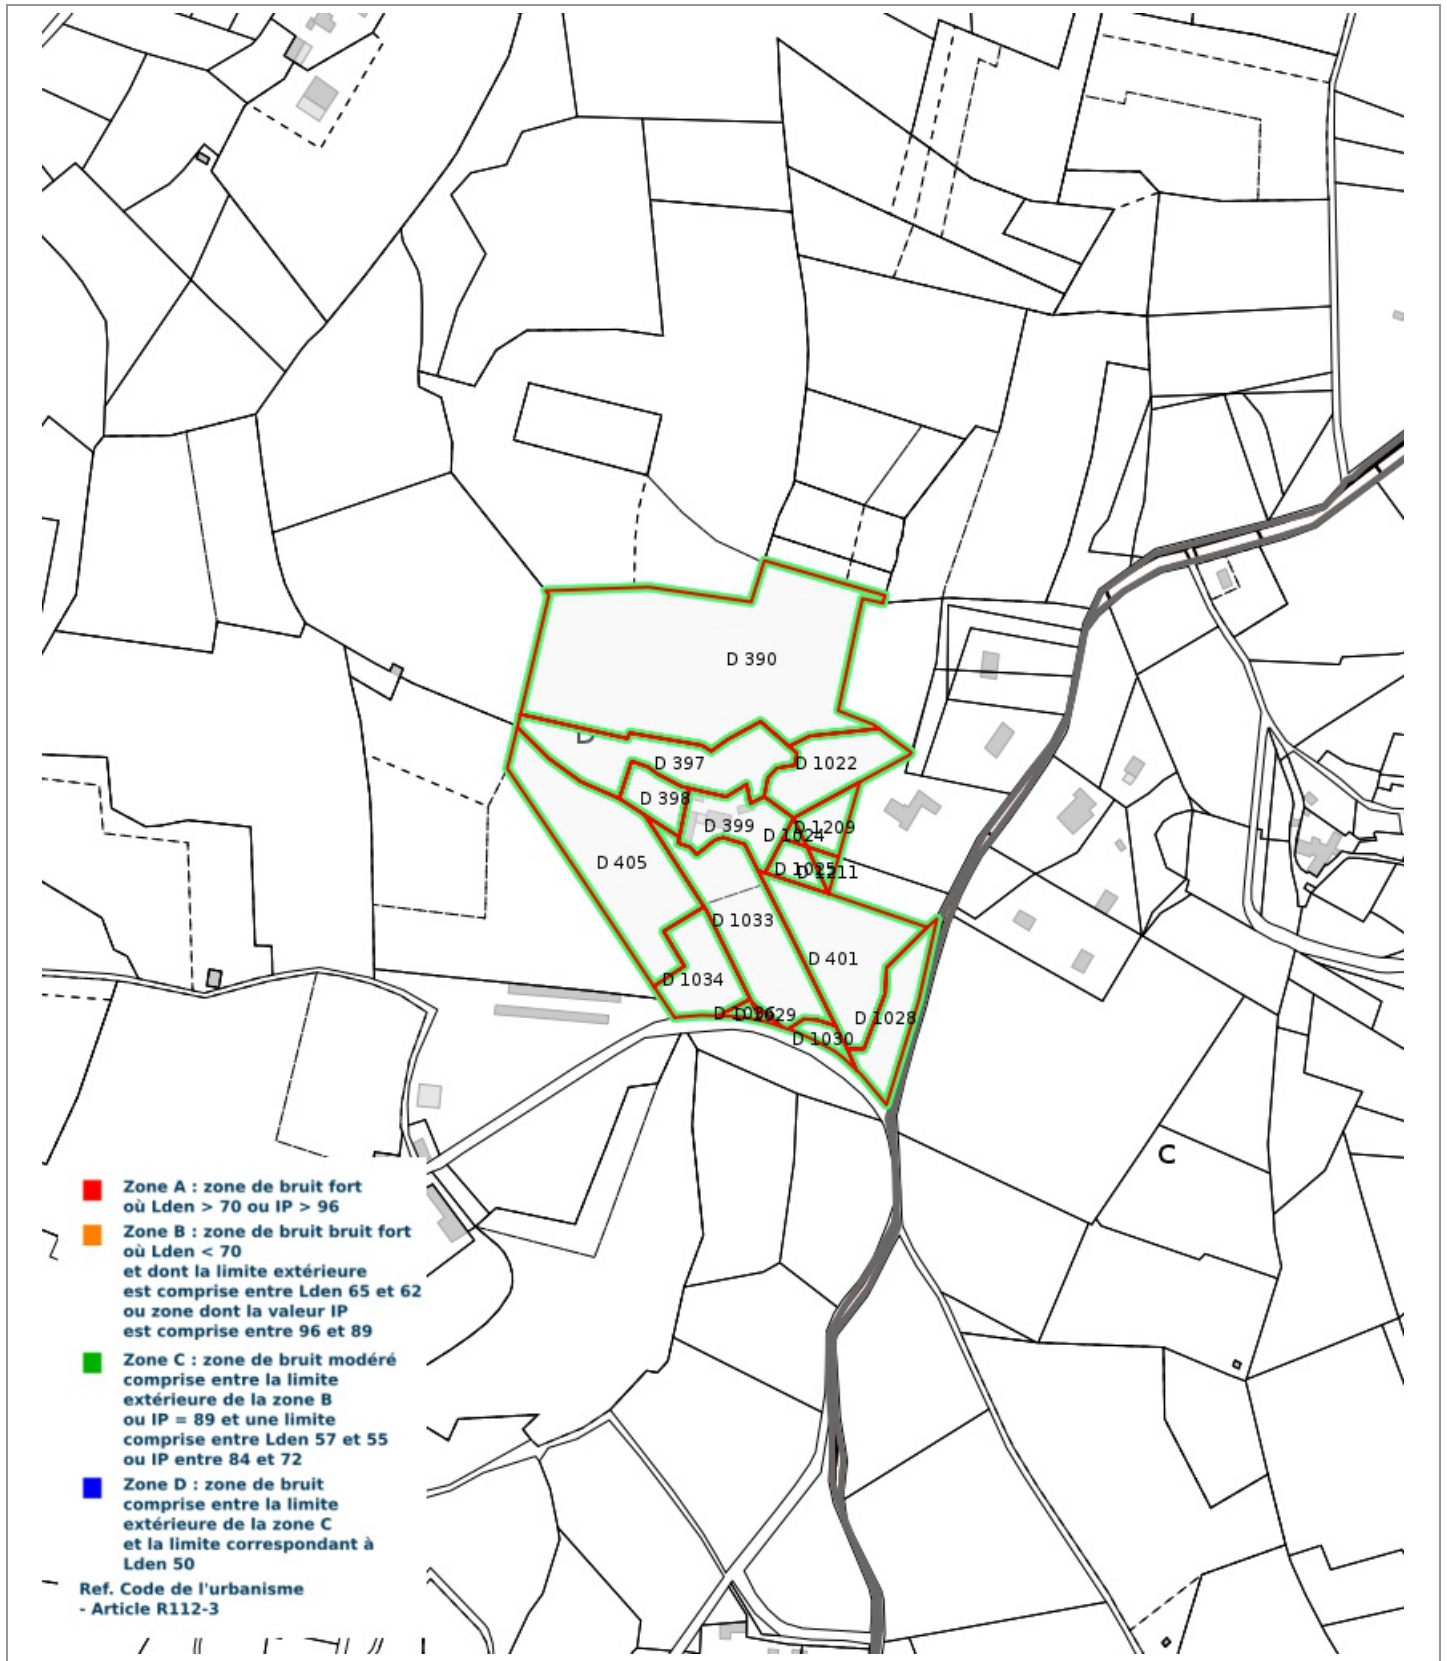 D 390
D
D 397
D 1022
D 398
D 399
D 1209
D 1024
D 405
D 1025
D 1211
D 1033
D 401
D 1034
D 1036
D 1029
D 1028
D 1030
C
Zone A : zone de bruit fort
où Lden > 70 ou IP > 96
Zone B : zone de bruit bruit fort
où Lden < 70
et dont la limite extérieure
est comprise entre Lden 65 et 62
ou zone dont la valeur IP
est comprise entre 96 et 89
Zone C : zone de bruit modéré
comprise entre la limite
extérieure de la zone B
ou IP = 89 et une limite
comprise entre Lden 57 et 55
ou IP entre 84 et 72
Zone D : zone de bruit
comprise entre la limite
extérieure de la zone C
et la limite correspondant à
Lden 50
Ref. Code de l'urbanisme
- Article R112-3